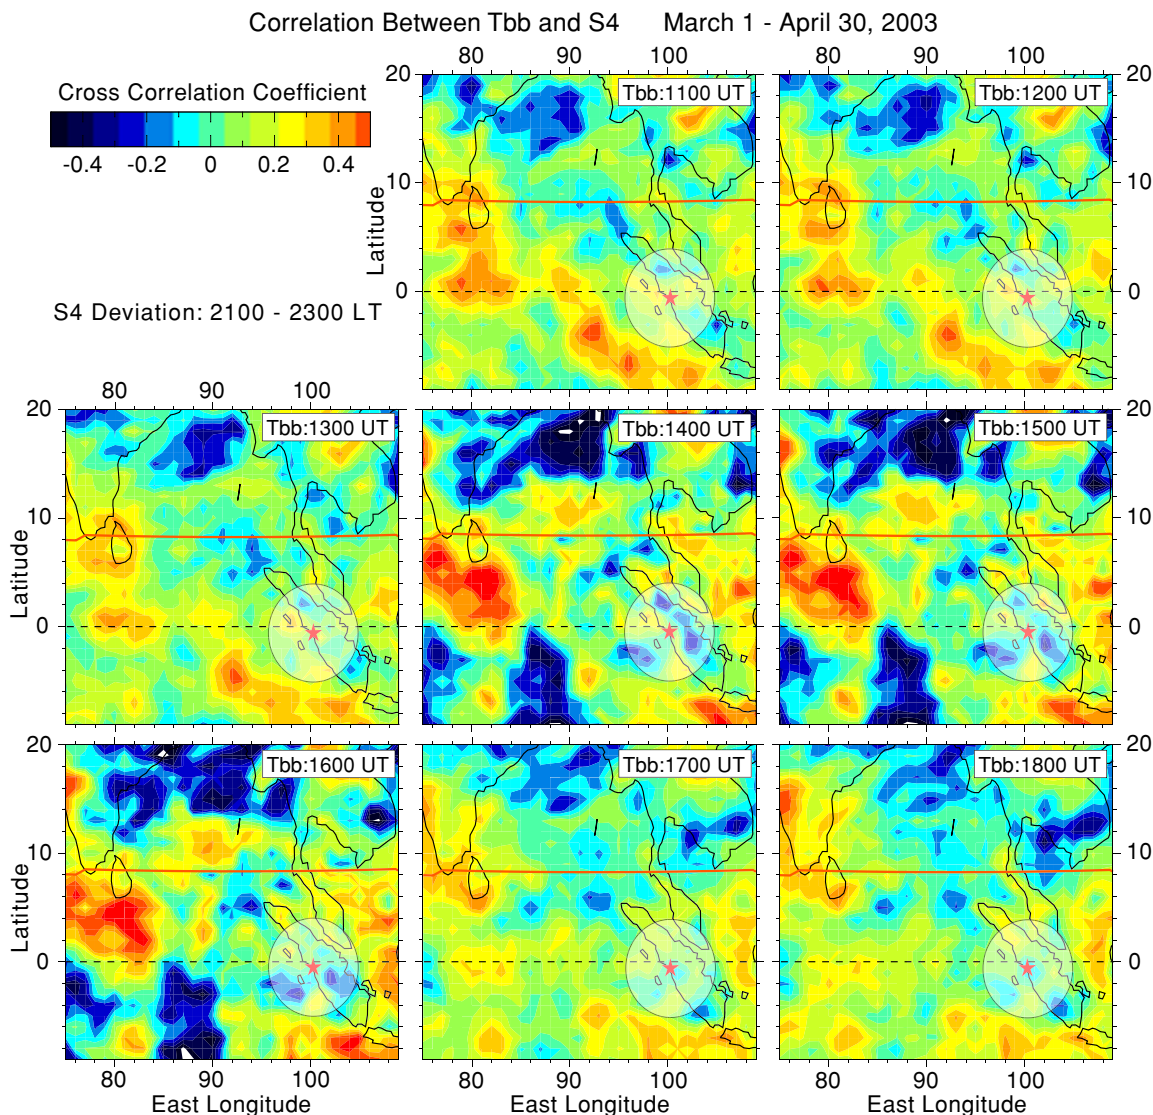 Correlation Between Tbb and S4 March 1 - April 30, 2003
80 90 100 80 90 100
Cross Correlation Coefficient
-0.4 -0.2 0 0.2 0.4
S4 Deviation: 2100 - 2300 LT
20 Tbb:1100 UT Tbb:1200 UT 20
10 10
Latitude
0 0
80 90 100
20 Tbb:1300 UT Tbb:1400 UT Tbb:1500 UT 20
10 10
Latitude
0 0
20 Tbb:1600 UT Tbb:1700 UT Tbb:1800 UT 20
10 10
Latitude
0 0
80 90 100 80 90 100 80 90 100
East Longitude East Longitude East Longitude